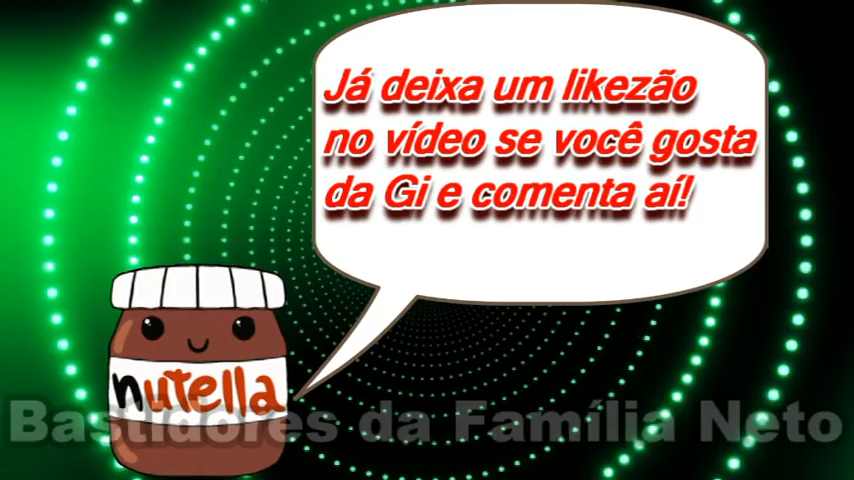 Já deixa um likezão
no vídeo se você gosta
da Gi e comenta aí!
nutella
Bastidores da Família Neto